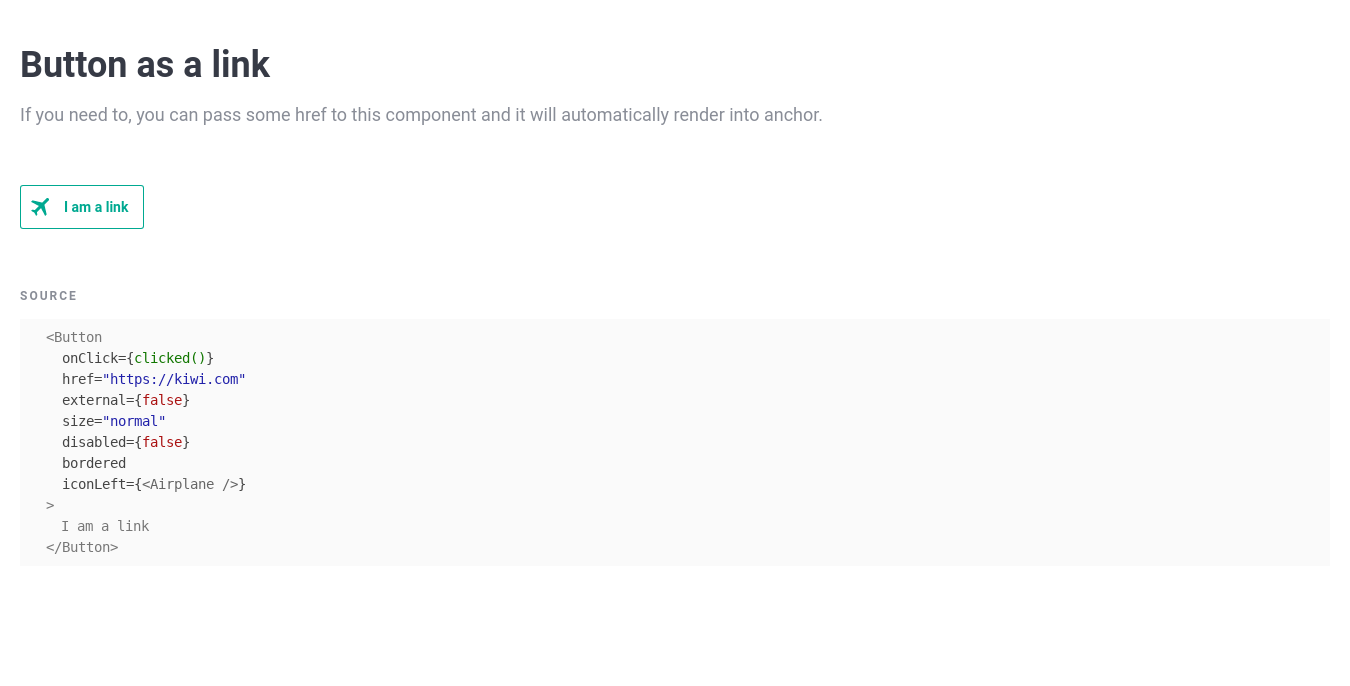 Button as a link
If you need to, you can pass some href to this component and it will automatically render into anchor.
I am a link
SOURCE
<Button
  onClick={clicked()}
  href="https://kiwi.com"
  external={false}
  size="normal"
  disabled={false}
  bordered
  iconLeft={<Airplane />}
>
  I am a link
</Button>